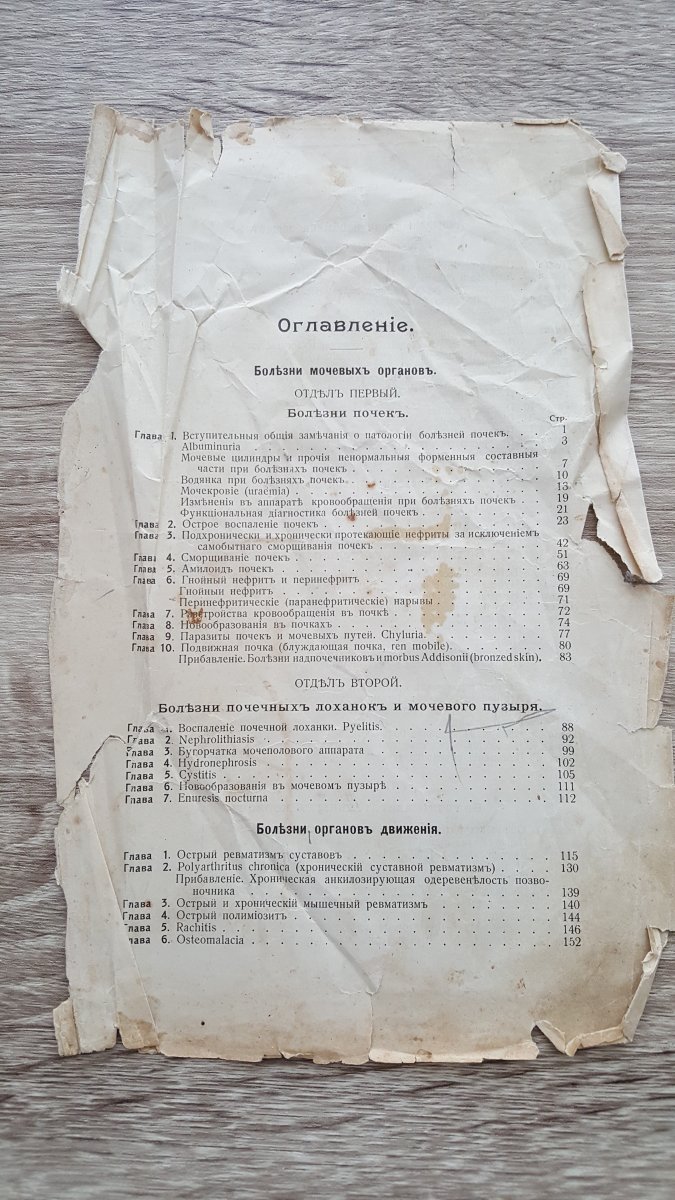 Оглавленіе.
Болѣзни мочевыхъ органовъ.
ОТДѢЛЪ ПЕРВЫЙ.
Болѣзни почекъ.
Стр.
Глава 1. Вступительныя общія замѣчанія о патологіи болѣзней почекъ. 1
Albuminuria 3
Мочевые цилиндры и прочія ненормальныя форменныя составныя
части при болѣзняхъ почекъ 7
Водянка при болѣзняхъ почекъ 10
Мочекровіе (uraemia) 13
Измѣненія въ аппаратѣ кровообращенія при болѣзняхъ почекъ 19
Функціональная діагностика болѣзней почекъ 21
Глава 2. Острое воспаленіе почекъ 23
Глава 3. Подхронически и хронически протекающіе нефриты за исключеніемъ
самобытнаго сморщиванія почекъ 42
Глава 4. Сморщиваніе почекъ 51
Глава 5. Амилоидъ почекъ 63
Глава 6. Гнойный нефритъ и перинефритъ 69
Гнойный нефритъ 69
Перинефритическіе (паранефритическіе) нарывы 71
Глава 7. Разстройства кровообращенія въ почкѣ 72
Глава 8. Новообразованія въ почкахъ 74
Глава 9. Паразиты почекъ и мочевыхъ путей. Chyluria. 77
Глава 10. Подвижная почка (блуждающая почка, ren mobile). 80
Прибавленіе. Болѣзни надпочечниковъ и morbus Addisonii (bronzed skin). 83
ОТДѢЛЪ ВТОРОЙ.
Болѣзни почечныхъ лоханокъ и мочевого пузыря.
Глава 1. Воспаленіе почечной лоханки. Pyelitis. 88
Глава 2. Nephrolithiasis 92
Глава 3. Бугорчатка мочеполового аппарата 99
Глава 4. Hydronephrosis 102
Глава 5. Cystitis 105
Глава 6. Новообразованія въ мочевомъ пузырѣ 111
Глава 7. Enuresis nocturna 112
Болѣзни органовъ движенія.
Глава 1. Острый ревматизмъ суставовъ 115
Глава 2. Polyarthritus chronica (хроническій суставной ревматизмъ) 130
Прибавленіе. Хроническая анкилозирующая одеревенѣлость позво-
ночника 139
Глава 3. Острый и хроническій мышечный ревматизмъ 140
Глава 4. Острый полиміозитъ 144
Глава 5. Rachitis 146
Глава 6. Osteomalacia 152